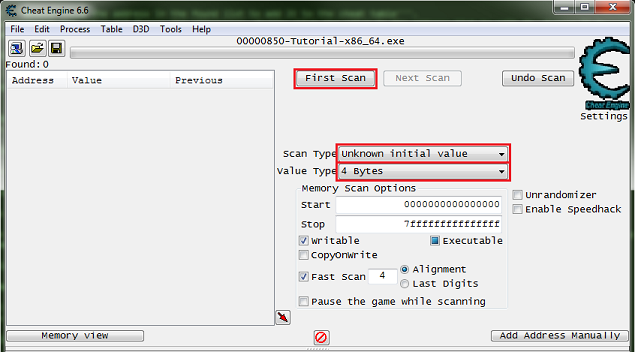 Cheat Engine 6.6
File Edit Process Table D3D Tools Help
00000850-Tutorial-x86_64.exe
Found: 0
Address Value Previous
First Scan Next Scan Undo Scan
Cheat Engine
Settings
Scan Type Unknown initial value
Value Type 4 Bytes
Memory Scan Options
Unrandomizer
Enable Speedhack
Start 0000000000000000
Stop 7fffffffffffffff
Writable Executable
CopyOnWrite
Fast Scan 4 Alignment
Last Digits
Pause the game while scanning
Memory view Add Address Manually